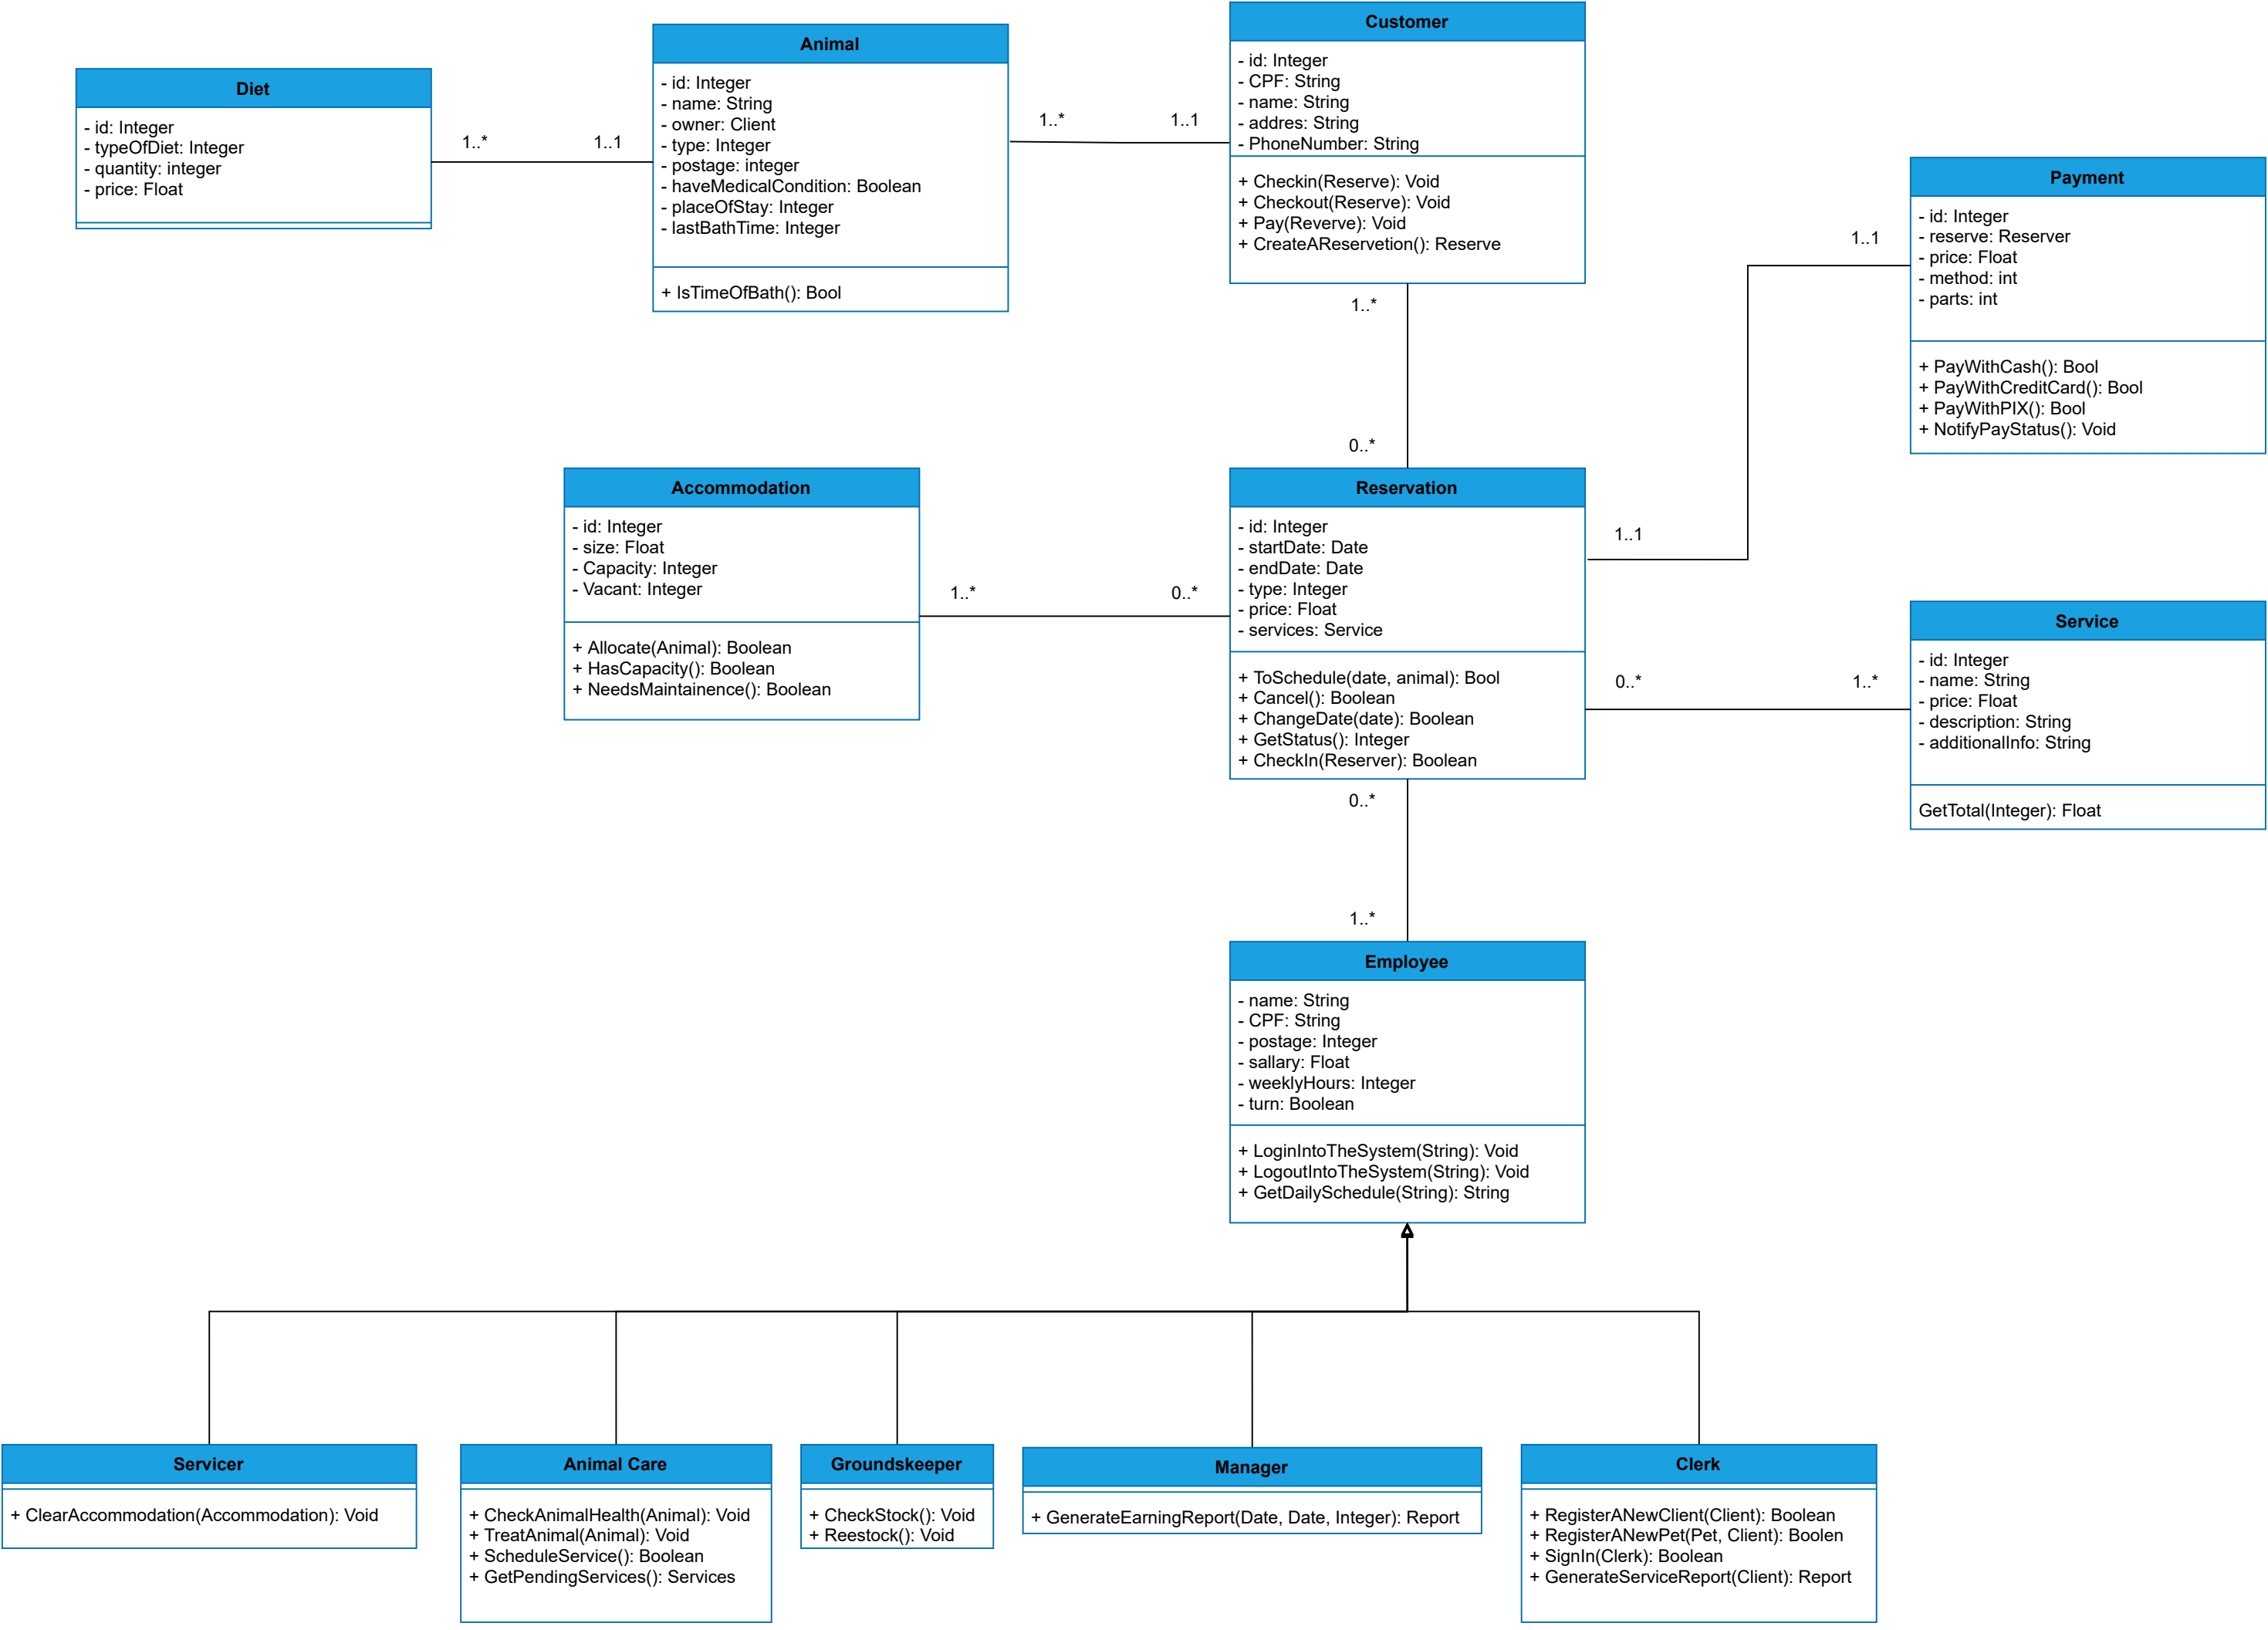 Customer
- id: Integer
- CPF: String
- name: String
- addres: String
- PhoneNumber: String
+ Checkin(Reserve): Void
+ Checkout(Reserve): Void
+ Pay(Reverve): Void
+ CreateAReservetion(): Reserve
Animal
- id: Integer
- name: String
- owner: Client
- type: Integer
- postage: integer
- haveMedicalCondition: Boolean
- placeOfStay: Integer
- lastBathTime: Integer
+ IsTimeOfBath(): Bool
Diet
- id: Integer
- typeOfDiet: Integer
- quantity: integer
- price: Float
1..*
1..1
1..*
1..1
Payment
- id: Integer
- reserve: Reserver
- price: Float
- method: int
- parts: int
+ PayWithCash(): Bool
+ PayWithCreditCard(): Bool
+ PayWithPIX(): Bool
+ NotifyPayStatus(): Void
1..1
1..*
0..*
Accommodation
- id: Integer
- size: Float
- Capacity: Integer
- Vacant: Integer
+ Allocate(Animal): Boolean
+ HasCapacity(): Boolean
+ NeedsMaintainence(): Boolean
1..*
0..*
Reservation
- id: Integer
- startDate: Date
- endDate: Date
- type: Integer
- price: Float
- services: Service
+ ToSchedule(date, animal): Bool
+ Cancel(): Boolean
+ ChangeDate(date): Boolean
+ GetStatus(): Integer
+ CheckIn(Reserver): Boolean
1..1
0..*
1..*
Service
- id: Integer
- name: String
- price: Float
- description: String
- additionalInfo: String
GetTotal(Integer): Float
0..*
1..*
Employee
- name: String
- CPF: String
- postage: Integer
- sallary: Float
- weeklyHours: Integer
- turn: Boolean
+ LoginIntoTheSystem(String): Void
+ LogoutIntoTheSystem(String): Void
+ GetDailySchedule(String): String
Servicer
+ ClearAccommodation(Accommodation): Void
Animal Care
+ CheckAnimalHealth(Animal): Void
+ TreatAnimal(Animal): Void
+ ScheduleService(): Boolean
+ GetPendingServices(): Services
Groundskeeper
+ CheckStock(): Void
+ Reestock(): Void
Manager
+ GenerateEarningReport(Date, Date, Integer): Report
Clerk
+ RegisterANewClient(Client): Boolean
+ RegisterANewPet(Pet, Client): Boolen
+ SignIn(Clerk): Boolean
+ GenerateServiceReport(Client): Report